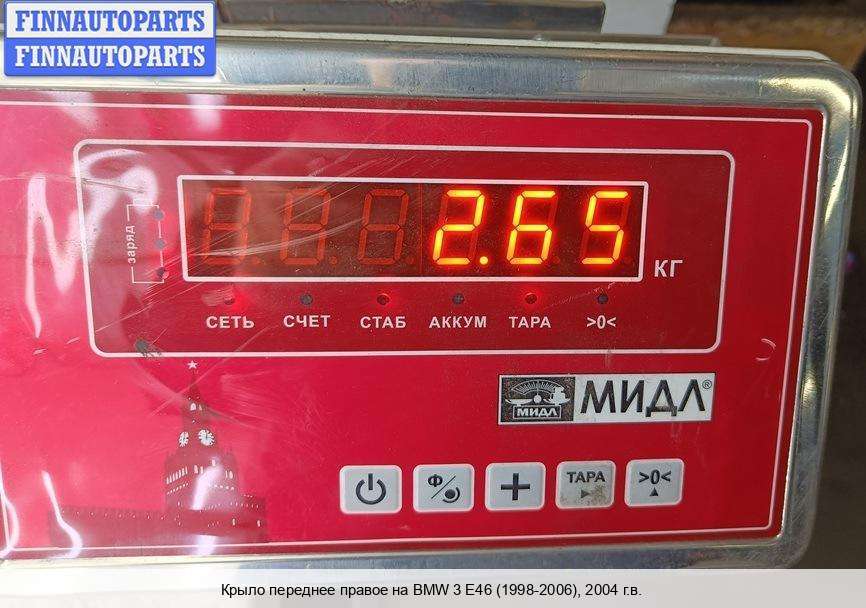 FINNAUTOPARTS
FINNAUTOPARTS
заряд
2.65
КГ
СЕТЬ СЧЕТ СТАБ АККУМ ТАРА >0<
МИДЛ МИДЛ®
Ф ТАРА >0<
Крыло переднее правое на BMW 3 E46 (1998-2006), 2004 г.в.